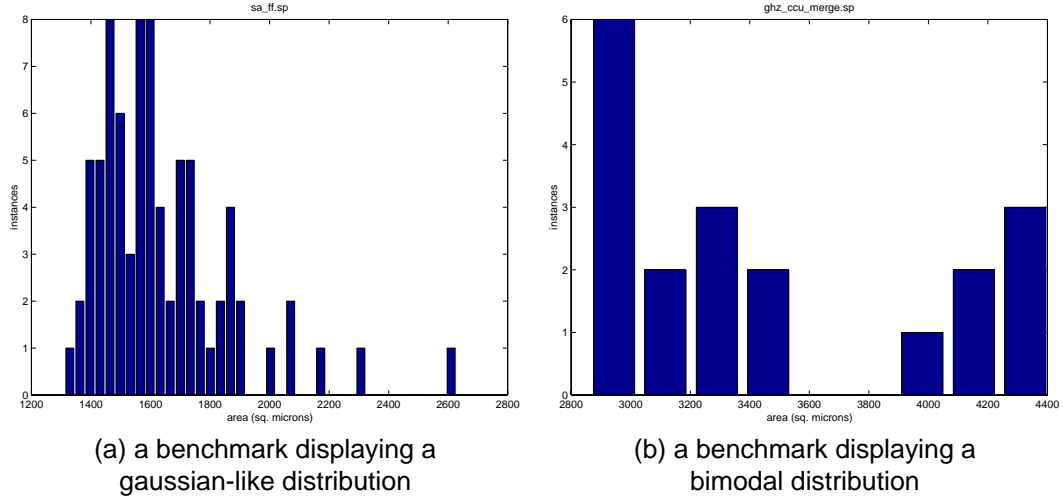 sa_ff.sp
8
7
6
5
4
3
2
1
0
instances
1200 1400 1600 1800 2000 2200 2400 2600 2800
area (sq. microns)
(a) a benchmark displaying a
gaussian-like distribution
ghz_ccu_merge.sp
6
5
4
3
2
1
0
instances
2800 3000 3200 3400 3600 3800 4000 4200 4400
area (sq. microns)
(b) a benchmark displaying a
bimodal distribution